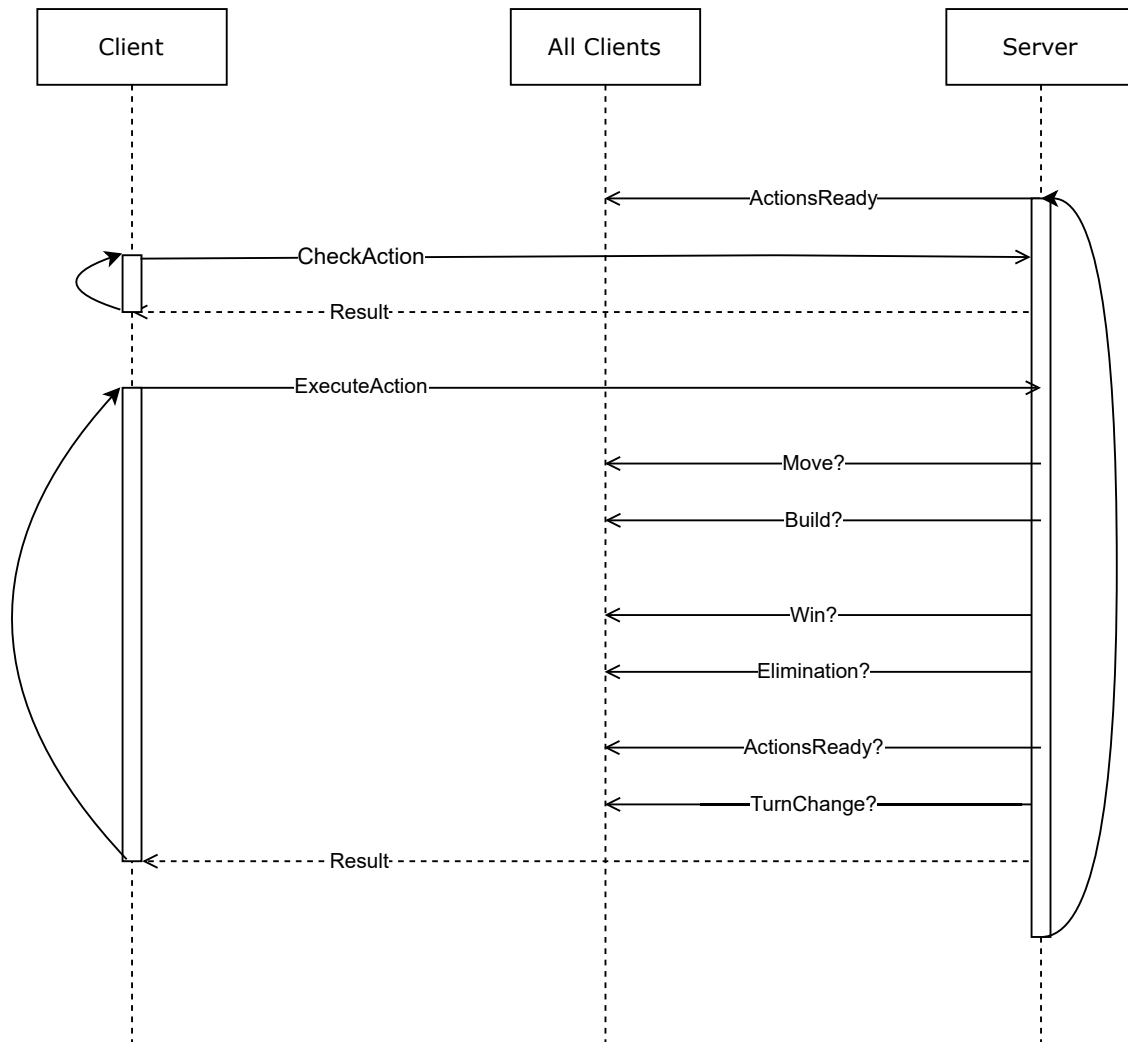 Client
All Clients
Server
ActionsReady
CheckAction
Result
ExecuteAction
Move?
Build?
Win?
Elimination?
ActionsReady?
TurnChange?
Result